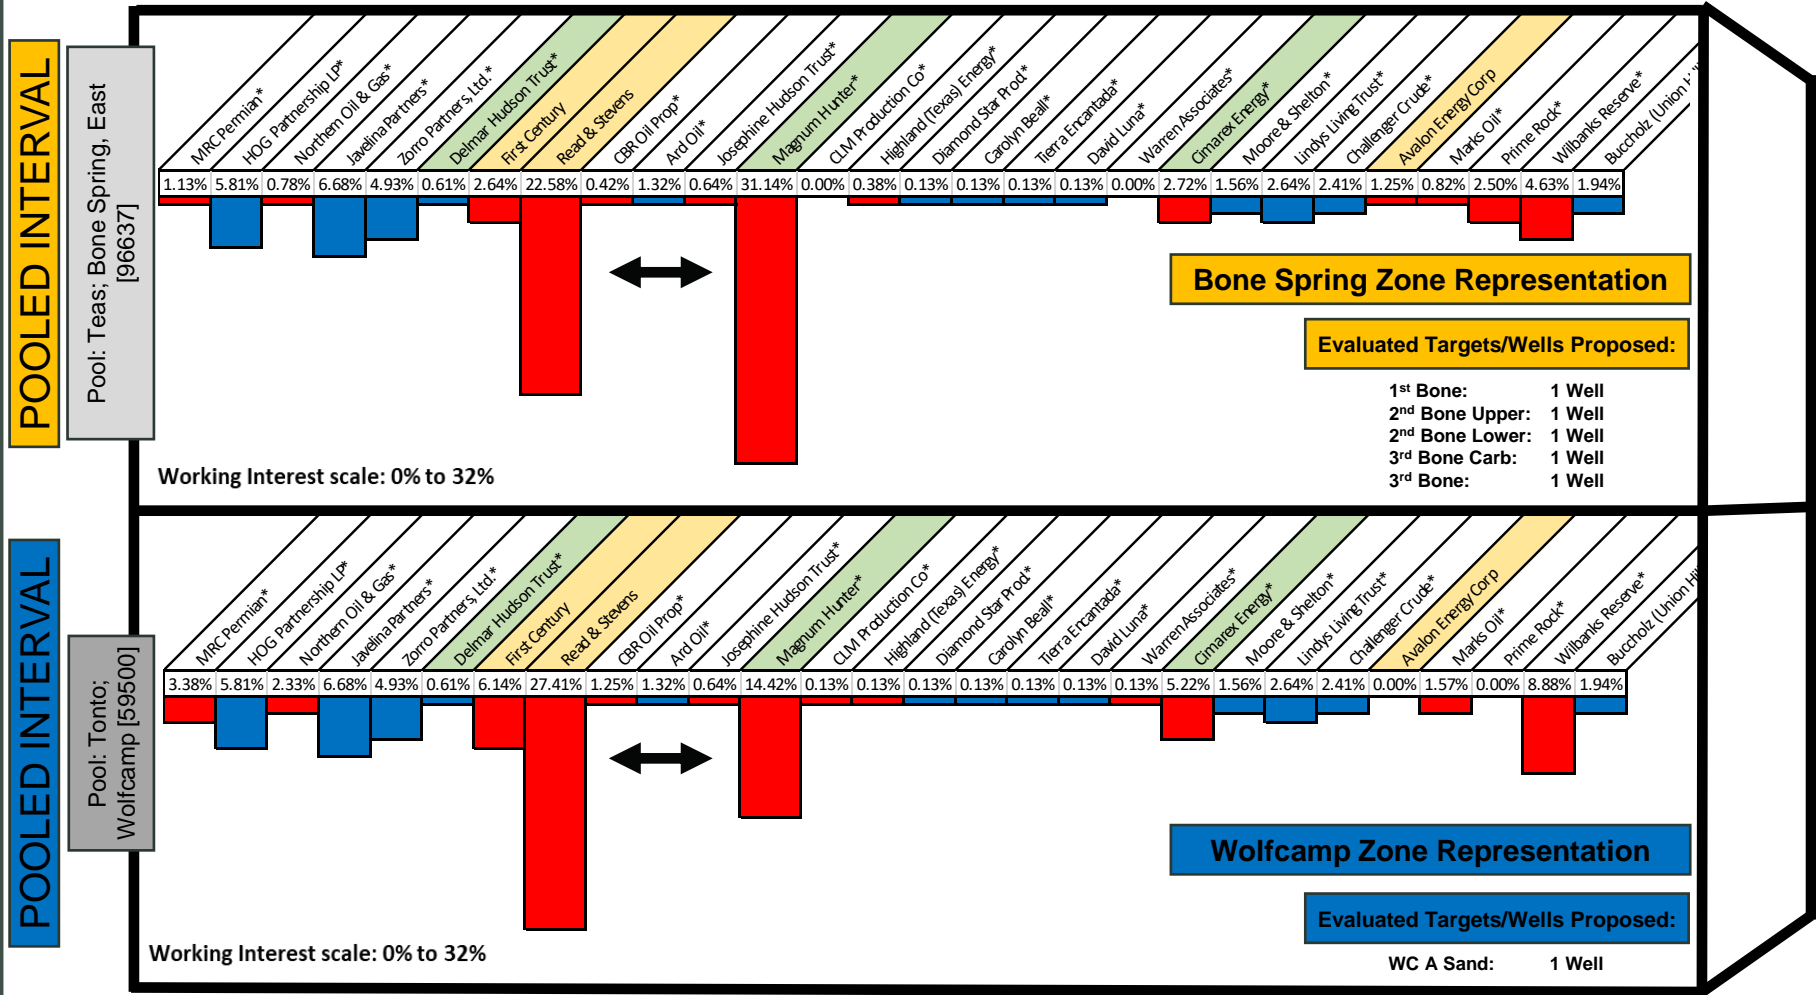 POOLED INTERVAL
Pool: Teas; Bone Spring, East
[96637]
MRC Permian*
HOG Partnership LP*
Northern Oil & Gas*
Javelina Partners*
Zorro Partners, Ltd.*
Delmar Hudson Trust*
First Century
Read & Stevens
CBR Oil Prop*
Ard Oil*
Josephine Hudson Trust*
Magnum Hunter*
CLM Production Co*
Highland (Texas) Energy*
Diamond Star Prod*
Carolyn Beall*
Tierra Encantada*
David Luna*
Warren Associates*
Cimarex Energy*
Moore & Shelton*
Lindys Living Trust*
Challenger Crude*
Avalon Energy Corp
Marks Oil*
Prime Rock*
Wilbanks Reserve*
Buccholz (Union
1.13% 5.81% 0.78% 6.68% 4.93% 0.61% 2.64% 22.58% 0.42% 1.32% 0.64% 31.14% 0.00% 0.38% 0.13% 0.13% 0.13% 0.13% 0.00% 2.72% 1.56% 2.64% 2.41% 1.25% 0.82% 2.50% 4.63% 1.94%
Bone Spring Zone Representation
Evaluated Targets/Wells Proposed:
1st Bone: 1 Well
2nd Bone Upper: 1 Well
2nd Bone Lower: 1 Well
3rd Bone Carb: 1 Well
3rd Bone: 1 Well
Working Interest scale: 0% to 32%
POOLED INTERVAL
Pool: Tonto;
Wolfcamp [59500]
MRC Permian*
HOG Partnership LP*
Northern Oil & Gas*
Javelina Partners*
Zorro Partners, Ltd.*
Delmar Hudson Trust*
First Century
Read & Stevens
CBR Oil Prop*
Ard Oil*
Josephine Hudson Trust*
Magnum Hunter*
CLM Production Co*
Highland (Texas) Energy*
Diamond Star Prod.*
Carolyn Beall*
Tierra Encantada*
David Luna*
Warren Associates*
Cimarex Energy*
Moore & Shelton*
Lindys Living Trust*
Challenger Crude*
Avalon Energy Corp
Marks Oil*
Prime Rock*
Wilbanks Reserve*
Buccholz (Union
3.38% 5.81% 2.33% 6.68% 4.93% 0.61% 6.14% 27.41% 1.25% 1.32% 0.64% 14.42% 0.13% 0.13% 0.13% 0.13% 0.13% 0.13% 0.13% 5.22% 1.56% 2.64% 2.41% 0.00% 1.57% 0.00% 8.88% 1.94%
Wolfcamp Zone Representation
Evaluated Targets/Wells Proposed:
WC A Sand: 1 Well
Working Interest scale: 0% to 32%